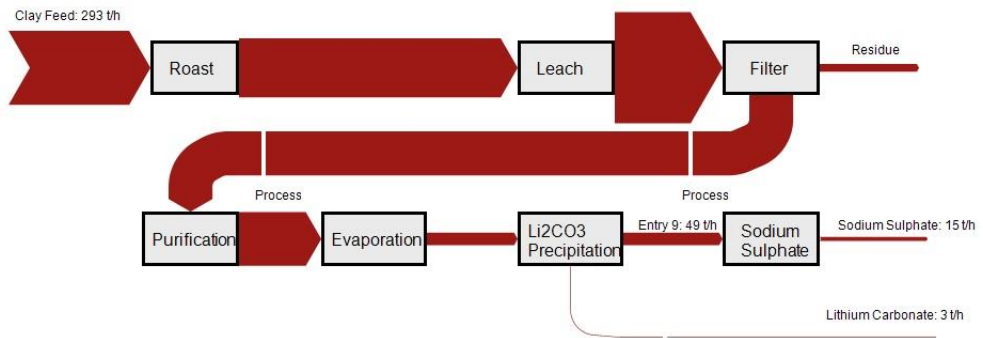 Clay Feed: 293 t/h
Residue
Roast
Leach
Filter
Process
Process
Purification
Evaporation
Li2CO3
Precipitation
Entry 9: 49 t/h
Sodium
Sulphate
Sodium Sulphate: 15 t/h
Lithium Carbonate: 3 t/h